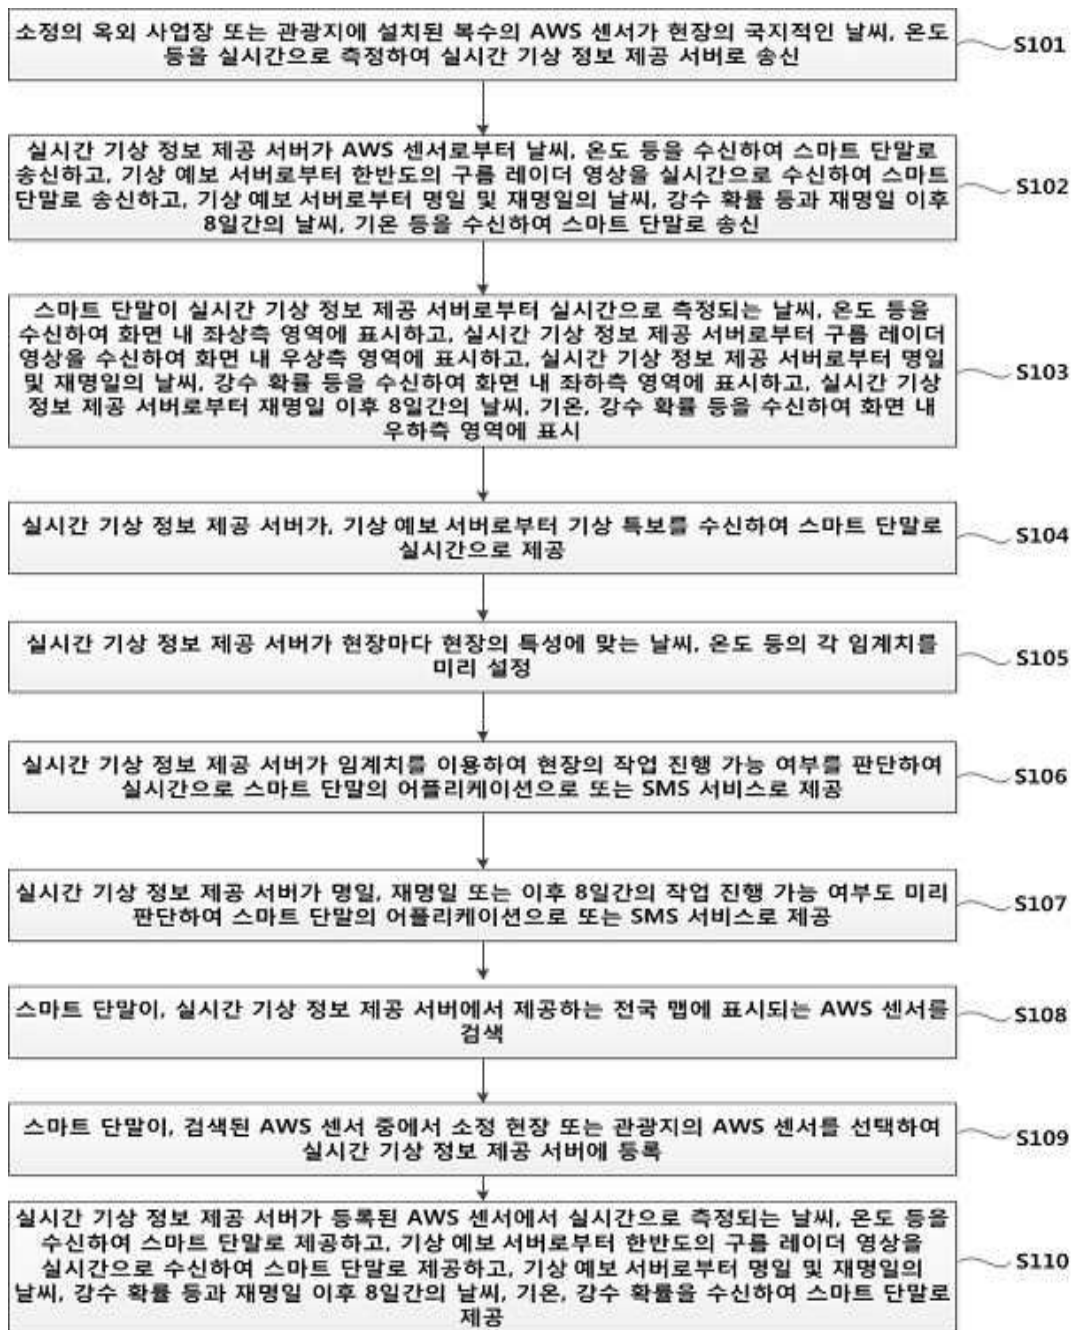 소정의 옥외 사업장 또는 관광지에 설치된 복수의 AWS 센서가 현장의 국지적인 날씨, 온도
등을 실시간으로 측정하여 실시간 기상 정보 제공 서버로 송신
S101
실시간 기상 정보 제공 서버가 AWS 센서로부터 날씨, 온도 등을 수신하여 스마트 단말로
송신하고, 기상 예보 서버로부터 한반도의 구름 레이더 영상을 실시간으로 수신하여 스마트
단말로 송신하고, 기상 예보 서버로부터 명일 및 재명일의 날씨, 강수 확률 등과 재명일 이후
8일간의 날씨, 기온 등을 수신하여 스마트 단말로 송신
S102
스마트 단말이 실시간 기상 정보 제공 서버로부터 실시간으로 측정되는 날씨, 온도 등을
수신하여 화면 내 좌상측 영역에 표시하고, 실시간 기상 정보 제공 서버로부터 구름 레이더
영상을 수신하여 화면 내 우상측 영역에 표시하고, 실시간 기상 정보 제공 서버로부터 명일
및 재명일의 날씨, 강수 확률 등을 수신하여 화면 내 좌하측 영역에 표시하고, 실시간 기상
정보 제공 서버로부터 재명일 이후 8일간의 날씨, 기온, 강수 확률 등을 수신하여 화면 내
우하측 영역에 표시
S103
실시간 기상 정보 제공 서버가, 기상 예보 서버로부터 기상 특보를 수신하여 스마트 단말로
실시간으로 제공
S104
실시간 기상 정보 제공 서버가 현장마다 현장의 특성에 맞는 날씨, 온도 등의 각 임계치를
미리 설정
S105
실시간 기상 정보 제공 서버가 임계치를 이용하여 현장의 작업 진행 가능 여부를 판단하여
실시간으로 스마트 단말의 어플리케이션으로 또는 SMS 서비스로 제공
S106
실시간 기상 정보 제공 서버가 명일, 재명일 또는 이후 8일간의 작업 진행 가능 여부도 미리
판단하여 스마트 단말의 어플리케이션으로 또는 SMS 서비스로 제공
S107
스마트 단말이, 실시간 기상 정보 제공 서버에서 제공하는 전국 맵에 표시되는 AWS 센서를
검색
S108
스마트 단말이, 검색된 AWS 센서 중에서 소정 현장 또는 관광지의 AWS 센서를 선택하여
실시간 기상 정보 제공 서버에 등록
S109
실시간 기상 정보 제공 서버가 등록된 AWS 센서에서 실시간으로 측정되는 날씨, 온도 등을
수신하여 스마트 단말로 제공하고, 기상 예보 서버로부터 한반도의 구름 레이더 영상을
실시간으로 수신하여 스마트 단말로 제공하고, 기상 예보 서버로부터 명일 및 재명일의
날씨, 강수 확률 등과 재명일 이후 8일간의 날씨, 기온, 강수 확률을 수신하여 스마트 단말로
제공
S110